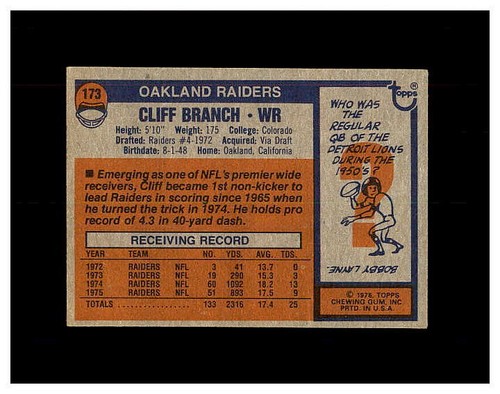 173
OAKLAND RAIDERS
topps®
CLIFF BRANCH • WR
Height: 5'10" Weight: 175 College: Colorado
Drafted: Raiders #4-1972 Acquired: Via Draft
Birthdate: 8-1-48 Home: Oakland, California
■ Emerging as one of NFL's premier wide
receivers, Cliff became 1st non-kicker to
lead Raiders in scoring since 1965 when
he turned the trick in 1974. He holds pro
record of 4.3 in 40-yard dash.
RECEIVING RECORD
YEAR TEAM NO. YDS. AVG. TDS.
1972 RAIDERS NFL 3 41 13.7 0
1973 RAIDERS NFL 19 290 15.3 3
1974 RAIDERS NFL 60 1092 18.2 13
1975 RAIDERS NFL 51 893 17.5 9
TOTALS 133 2316 17.4 25
WHO WAS
THE
REGULAR
QB OF THE
DETROIT LIONS
DURING THE
1950'S?
BOBBY LAYNE
© 1976, TOPPS
CHEWING GUM, INC
PRTD. IN U.S.A.